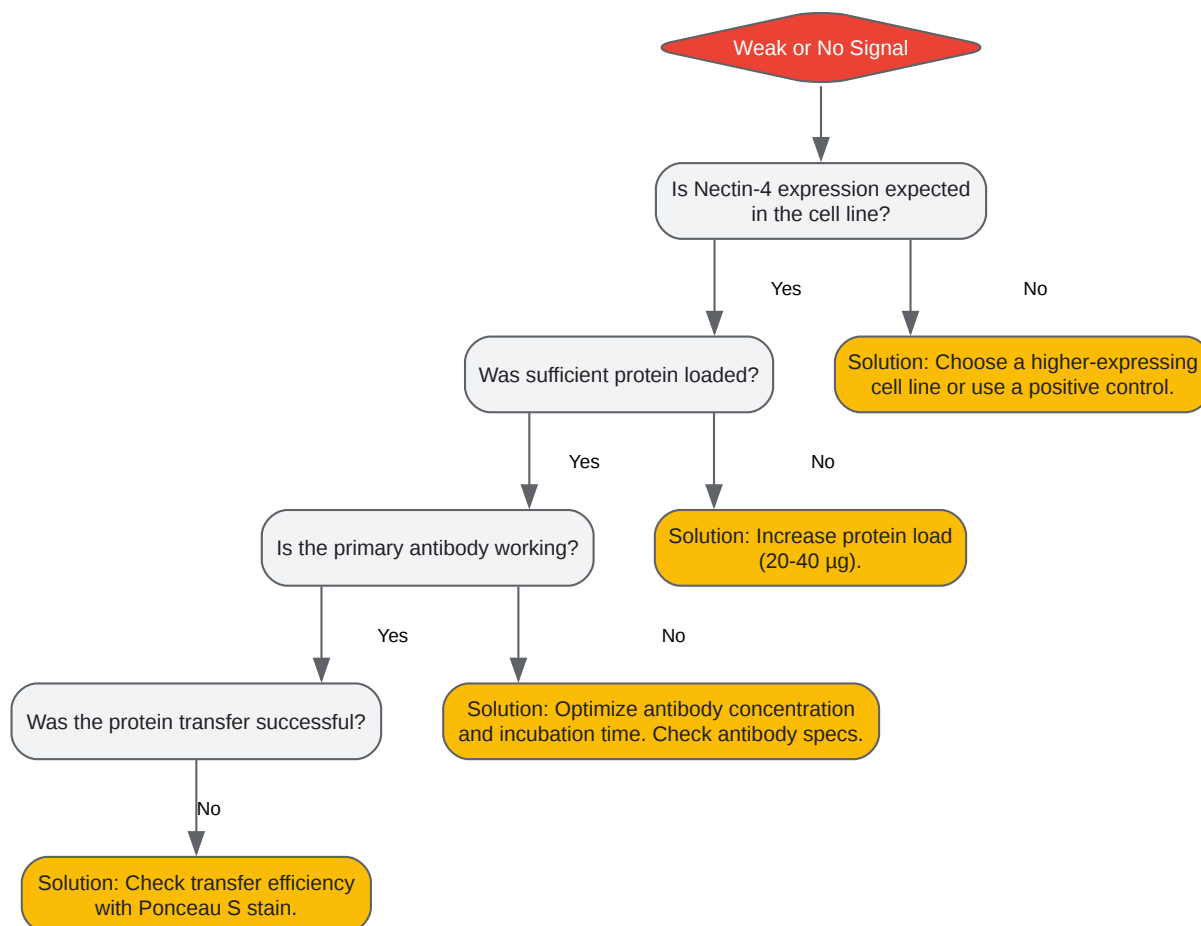 Weak or No Signal
Is Nectin-4 expression expected
in the cell line?
Yes
No
Was sufficient protein loaded?
Solution: Choose a higher-expressing
cell line or use a positive control.
Yes
No
Is the primary antibody working?
Solution: Increase protein load
(20-40 µg).
Yes
No
Was the protein transfer successful?
Solution: Optimize antibody concentration
and incubation time. Check antibody specs.
No
Solution: Check transfer efficiency
with Ponceau S stain.